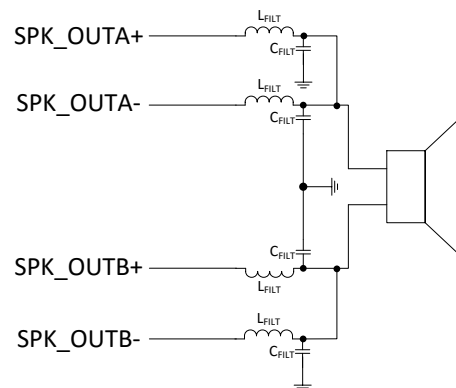 LFILT
SPK_OUTA+
CFILT
LFILT
SPK_OUTA-
CFILT
CFILT
SPK_OUTB+
LFILT
LFILT
SPK_OUTB-
CFILT